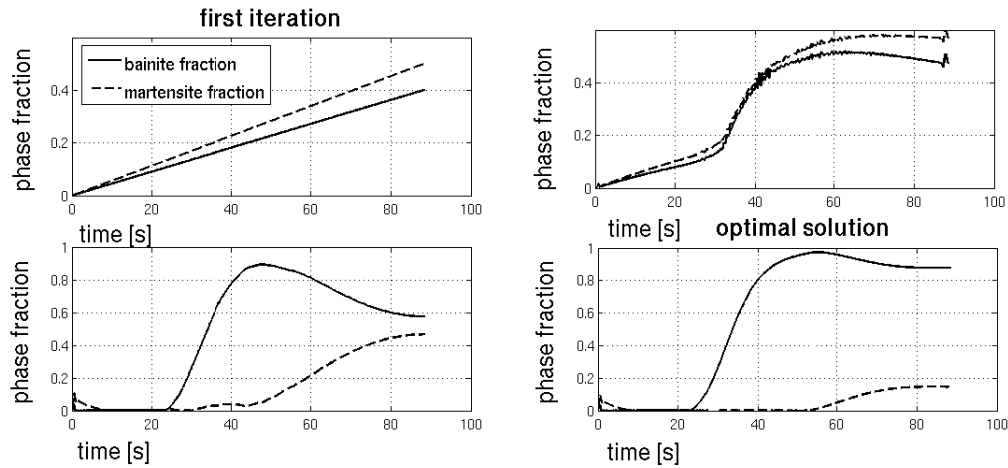 first iteration
phase fraction
bainite fraction
martensite fraction
0.4
0.2
0
0 20 40 60 80 100
time [s]
phase fraction
0.4
0.2
0
0 20 40 60 80 100
time [s]
optimal solution
phase fraction
1
0.8
0.6
0.4
0.2
0
0 20 40 60 80 100
time [s]
phase fraction
1
0.8
0.6
0.4
0.2
0
0 20 40 60 80 100
time [s]